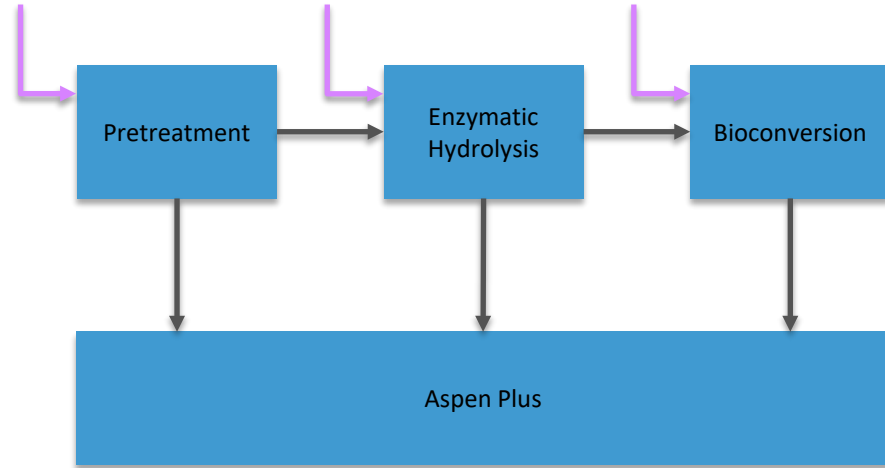 Pretreatment
Enzymatic
Hydrolysis
Bioconversion
Aspen Plus